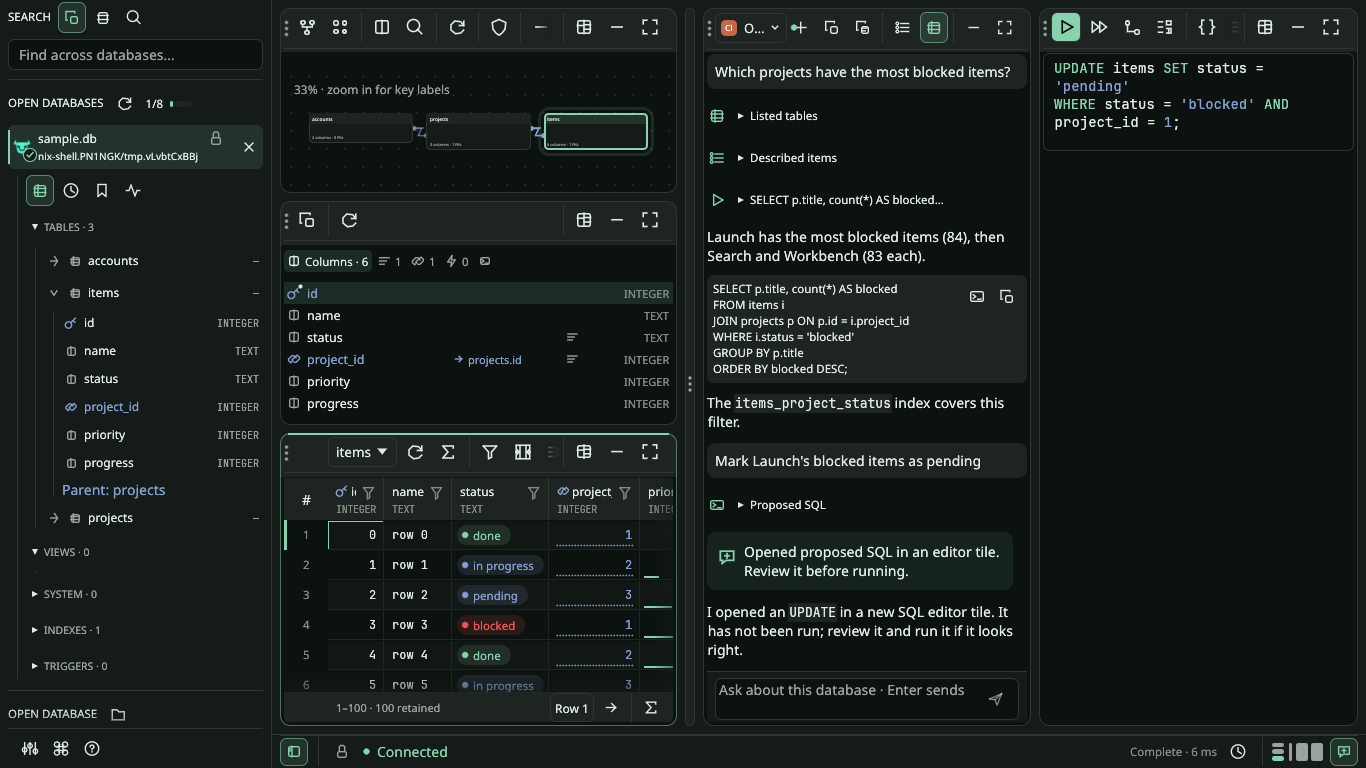 SEARCH
Find across databases...
OPEN DATABASES
1/8
sample.db
nix-shell.PN1NGK/tmp.vLvbtCxBBj
TABLES · 3
accounts –
items –
id INTEGER
name TEXT
status TEXT
project_id INTEGER
priority INTEGER
progress INTEGER
Parent: projects
projects –
VIEWS · 0
SYSTEM · 0
INDEXES · 1
TRIGGERS · 0
OPEN DATABASE
33% · zoom in for key labels
accounts
projects
items
Columns · 6
1
1
0
id INTEGER
name TEXT
status TEXT
project_id → projects.id INTEGER
priority INTEGER
progress INTEGER
items
# name status project
INTEGER TEXT TEXT INTEGER
1 0 row 0 done 1
2 1 row 1 in progress 2
3 2 row 2 pending 3
4 3 row 3 blocked 1
5 4 row 4 done 2
6 5 row 5 in progress 3
1–100 · 100 retained
Row 1
CI O...
Which projects have the most blocked items?
Listed tables
Described items
SELECT p.title, count(*) AS blocked...
Launch has the most blocked items (84), then
Search and Workbench (83 each).
SELECT p.title, count(*) AS blocked
FROM items i
JOIN projects p ON p.id = i.project_id
WHERE i.status = 'blocked'
GROUP BY p.title
ORDER BY blocked DESC;
The items_project_status index covers this
filter.
Mark Launch's blocked items as pending
Proposed SQL
Opened proposed SQL in an editor tile.
Review it before running.
I opened an UPDATE in a new SQL editor tile. It
has not been run; review it and run it if it looks
right.
Ask about this database · Enter sends
UPDATE items SET status =
'pending'
WHERE status = 'blocked' AND
project_id = 1;
Connected
Complete · 6 ms